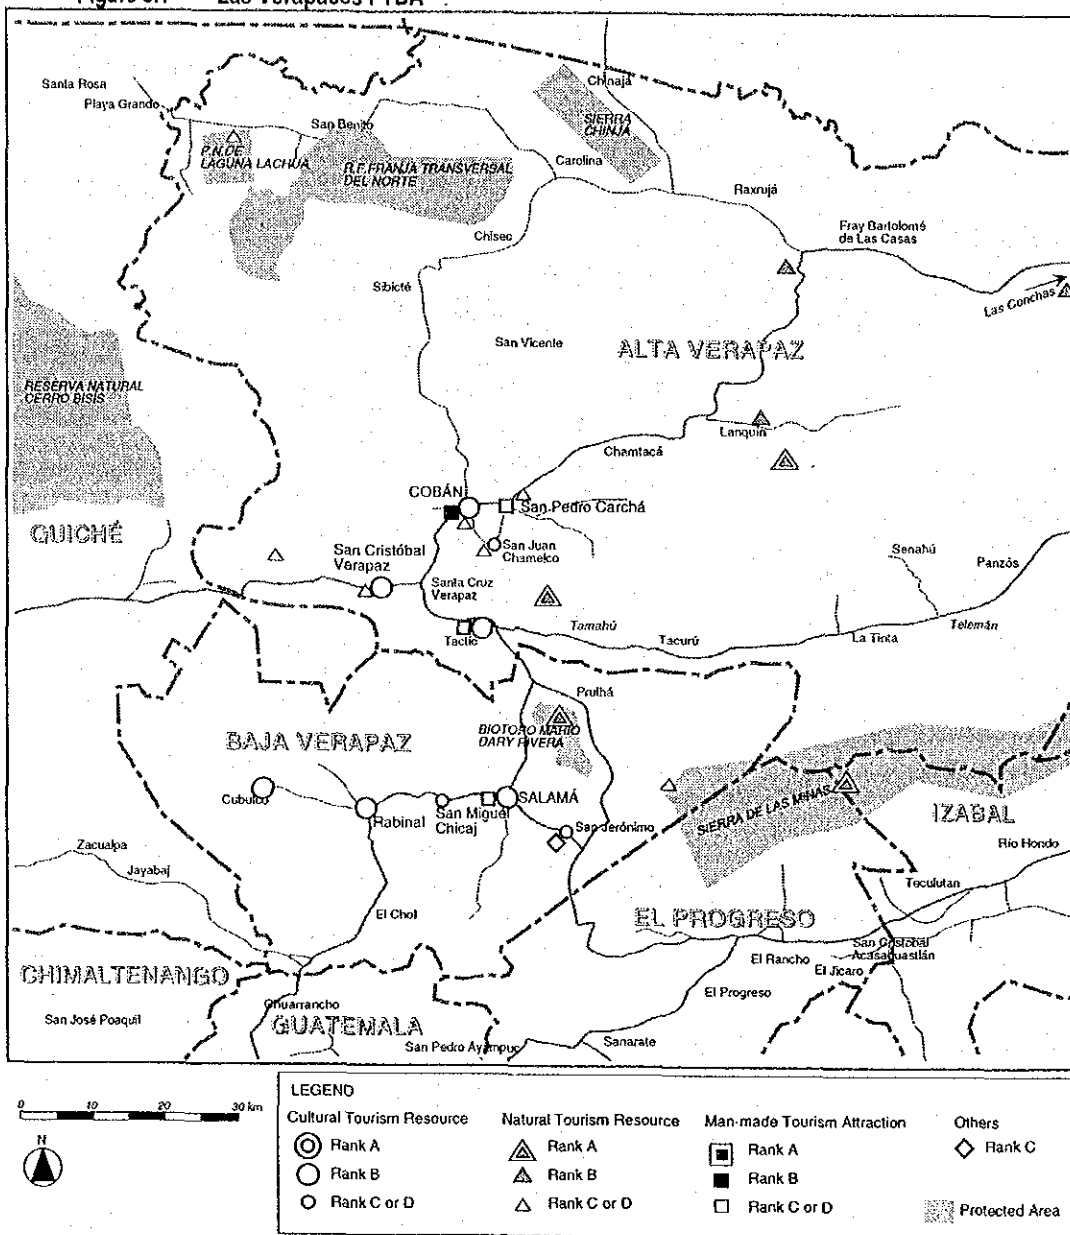 Las Verapaces PTDA
Santa Rosa
Playa Grande
San Benito
P.N.DE
LAGUNA LACHUA
R.F.FRANJA TRANSVERSAL
DEL NORTE
Chinajá
SIERRA
CHINJA
Carolina
Raxrujá
Chisec
Fray Bartolomé
de Las Casas
Las Conchas
Sibicté
San Vicente
ALTA VERAPAZ
RESERVA NATURAL
CERRO BISIS
Lanquín
Chamtacá
COBÁN
San Pedro Carchá
GUICHÉ
San Juan
Chamelco
San Cristóbal
Verapaz
Santa Cruz
Verapaz
Senahú
Panzós
Tamahú
Tactic
Tacurú
La Tinta
Telemán
Prulhá
BIOTOPO MARIO
DARY RIVERA
BAJA VERAPAZ
Cubulco
Rabinal
San Miguel
Chicaj
SALAMÁ
San Jerónimo
SIERRA DE LAS MINAS
IZABAL
Río Hondo
Zacualpa
Jayabaj
Teculutan
El Chol
EL PROGRESO
San Cristóbal
Acasaguastlán
El Rancho
El Jícaro
CHIMALTENANGO
El Progreso
Chuarrancho
San José Poaquil
GUATEMALA
San Pedro Ayampuc
Sanarate
0 10 20 30 km
N
LEGEND
Cultural Tourism Resource
Rank A
Rank B
Rank C or D
Natural Tourism Resource
Rank A
Rank B
Rank C or D
Man-made Tourism Attraction
Rank A
Rank B
Rank C or D
Others
Rank C
Protected Area